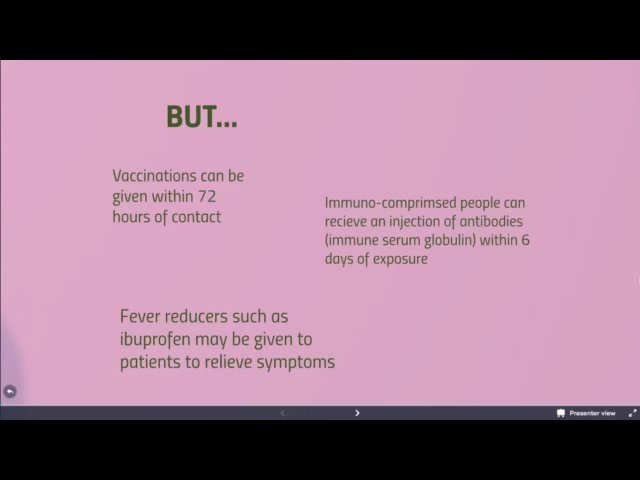 BUT...
Vaccinations can be
given within 72
hours of contact
Immuno-comprimsed people can
recieve an injection of antibodies
(immune serum globulin) within 6
days of exposure
Fever reducers such as
ibuprofen may be given to
patients to relieve symptoms
Presenter view